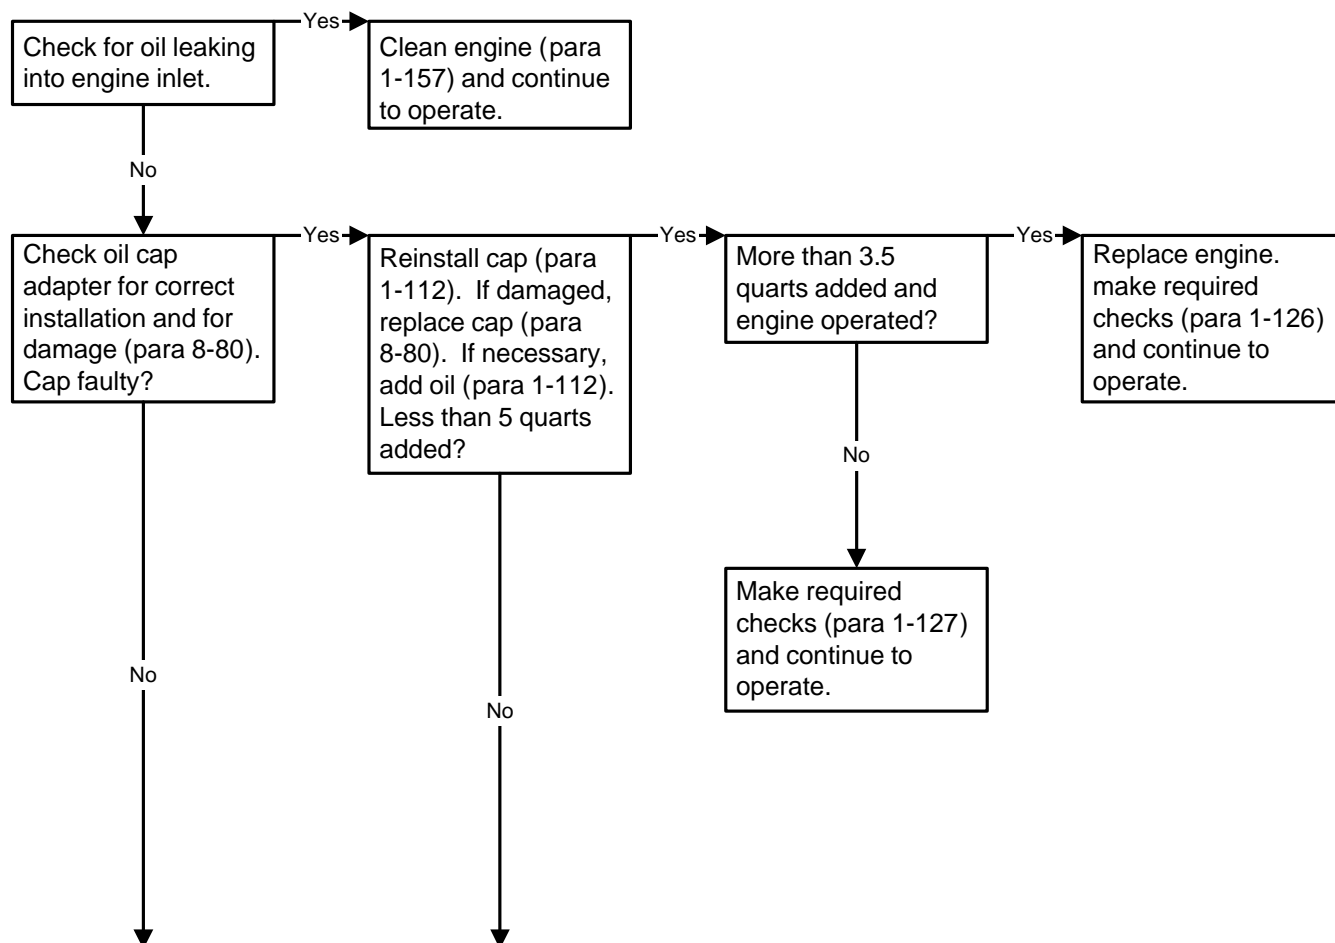 Yes
Check for oil leaking
into engine inlet.
Clean engine (para
1-157) and continue
to operate.
No
Yes
Yes
Yes
Check oil cap
adapter for correct
installation and for
damage (para 8-80).
Cap faulty?
Reinstall cap (para
1-112).  If damaged,
replace cap (para
8-80).  If necessary,
add oil (para 1-112).
Less than 5 quarts
added?
More than 3.5
quarts added and
engine operated?
Replace engine.
make required
checks (para 1-126)
and continue to
operate.
No
Make required
checks (para 1-127)
and continue to
operate.
No
No